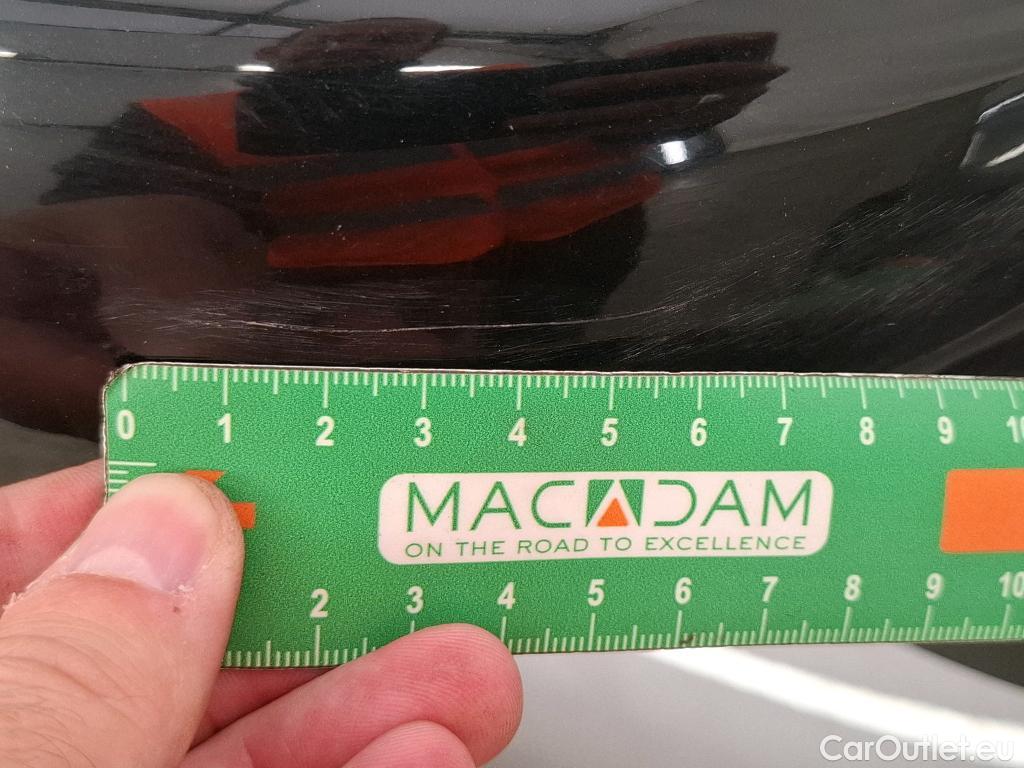 0 1 2 3 4 5 6 7 8 9
MACADAM
ON THE ROAD TO EXCELLENCE
2 3 4 5 6 7 8 9 10
CarOutlet.eu